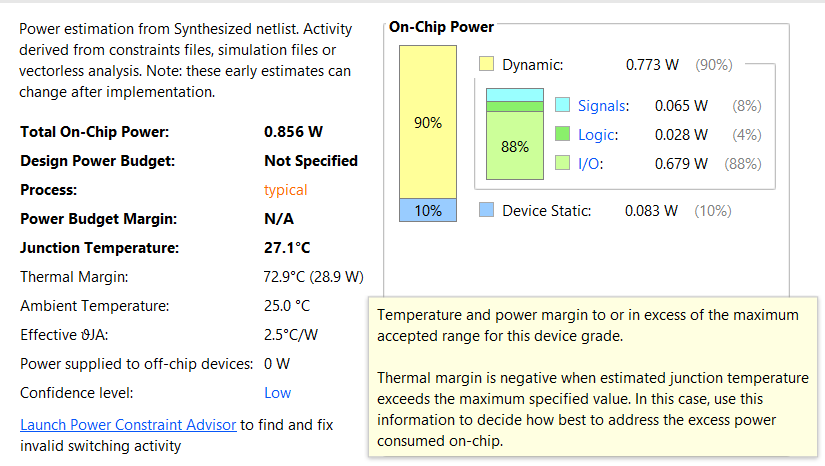 Power estimation from Synthesized netlist. Activity
derived from constraints files, simulation files or
vectorless analysis. Note: these early estimates can
change after implementation.
Total On-Chip Power: 0.856 W
Design Power Budget: Not Specified
Process: typical
Power Budget Margin: N/A
Junction Temperature: 27.1°C
Thermal Margin: 72.9°C (28.9 W)
Ambient Temperature: 25.0 °C
Effective ϑJA: 2.5°C/W
Power supplied to off-chip devices: 0 W
Confidence level: Low
Launch Power Constraint Advisor to find and fix
invalid switching activity
On-Chip Power
90%
10%
Dynamic: 0.773 W (90%)
88%
Signals: 0.065 W (8%)
Logic: 0.028 W (4%)
I/O: 0.679 W (88%)
Device Static: 0.083 W (10%)
Temperature and power margin to or in excess of the maximum
accepted range for this device grade.
Thermal margin is negative when estimated junction temperature
exceeds the maximum specified value. In this case, use this
information to decide how best to address the excess power
consumed on-chip.